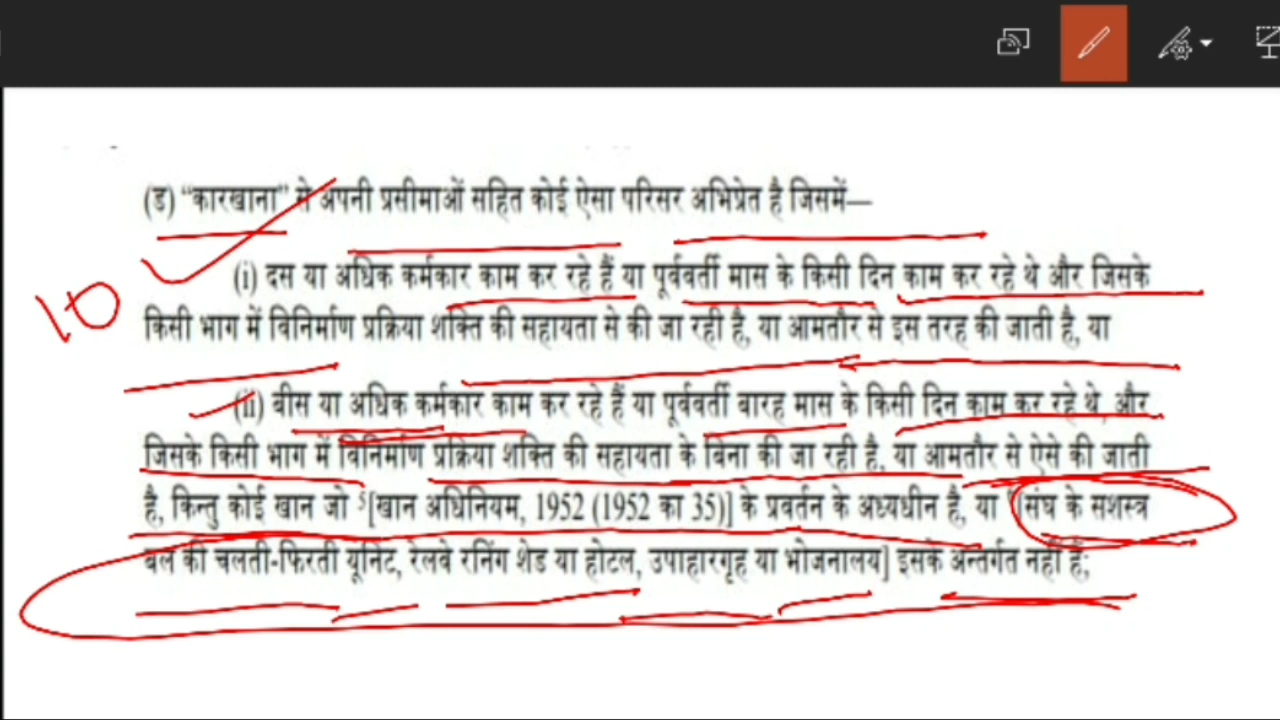 (ड) “कारखाना” से अपनी प्रसीमाओं सहित कोई ऐसा परिसर अभिप्रेत है जिसमें—
(i) दस या अधिक कर्मकार काम कर रहे हैं या पूर्ववर्ती मास के किसी दिन काम कर रहे थे और जिसके
10
किसी भाग में विनिर्माण प्रक्रिया शक्ति की सहायता से की जा रही है, या आमतौर से इस तरह की जाती है, या
(ii) बीस या अधिक कर्मकार काम कर रहे हैं या पूर्ववर्ती बारह मास के किसी दिन काम कर रहे थे, और
जिसके किसी भाग में विनिर्माण प्रक्रिया शक्ति की सहायता के बिना की जा रही है, या आमतौर से ऐसे की जाती
है, किन्तु कोई खान जो ⁵[खान अधिनियम, 1952 (1952 का 35)] के प्रवर्तन के अध्यधीन है, या संघ के सशस्त्र
बल की चलती-फिरती यूनिट, रेलवे रनिंग शेड या होटल, उपाहारगृह या भोजनालय] इसके अन्तर्गत नहीं हैं;